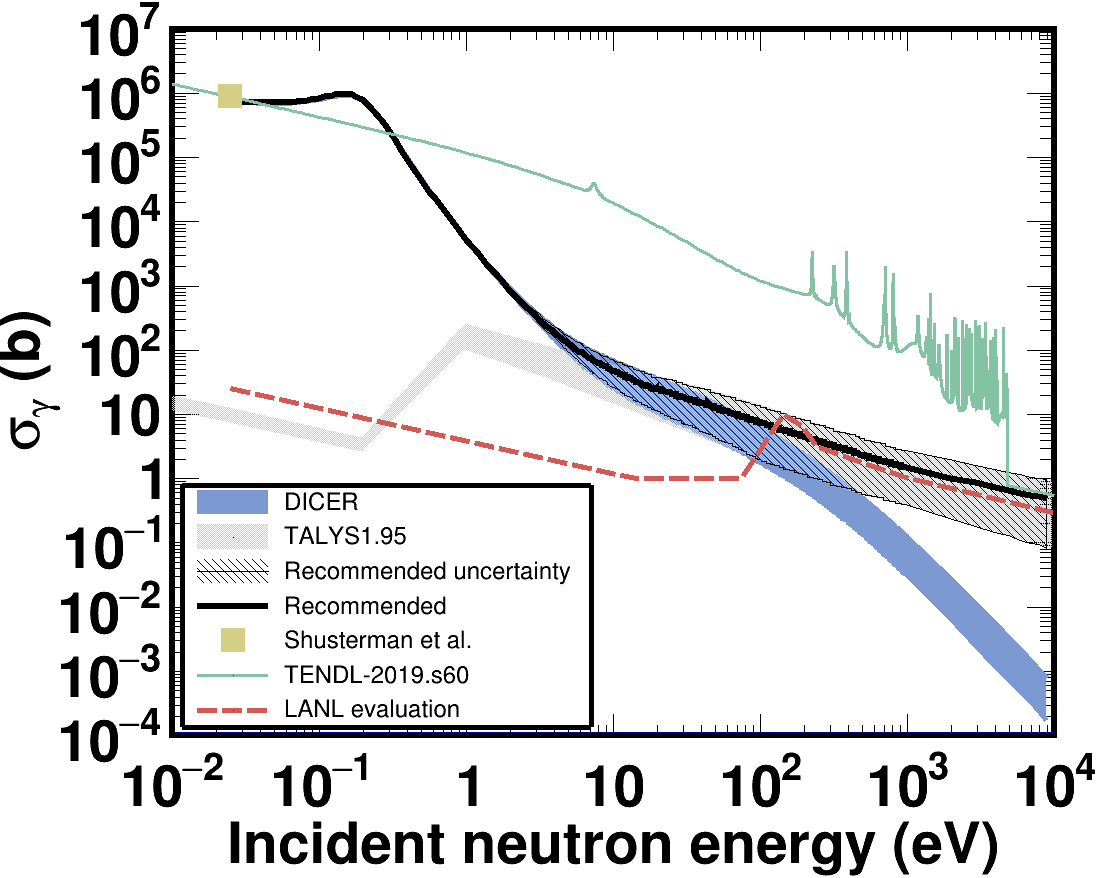 10⁷
10⁶
10⁵
10⁴
10³
10²
10
1
10⁻¹
10⁻²
10⁻³
10⁻⁴
σγ (b)
DICER
TALYS1.95
Recommended uncertainty
Recommended
Shusterman et al.
TENDL-2019.s60
LANL evaluation
10⁻² 10⁻¹ 1 10 10² 10³ 10⁴
Incident neutron energy (eV)